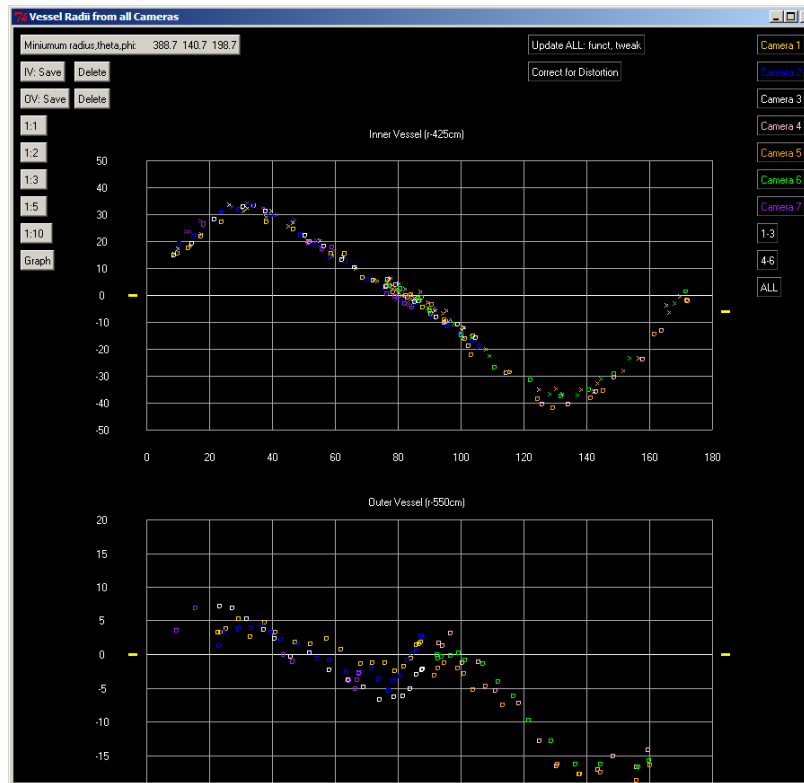 Vessel Radii from all Cameras
Miniumum radius,theta,phi: 388.7 140.7 198.7
Update ALL: funct, tweak
Camera 1
IV: Save Delete
Correct for Distortion
Camera 2
OV: Save Delete
Camera 3
1:1
Camera 4
1:2
Camera 5
1:3
Camera 6
1:5
Camera 7
1:10
1-3
Graph
4-6
ALL
Inner Vessel (r-425cm)
50
40
30
20
10
0
-10
-20
-30
-40
-50
0 20 40 60 80 100 120 140 160 180
Outer Vessel (r-550cm)
20
15
10
5
0
-5
-10
-15